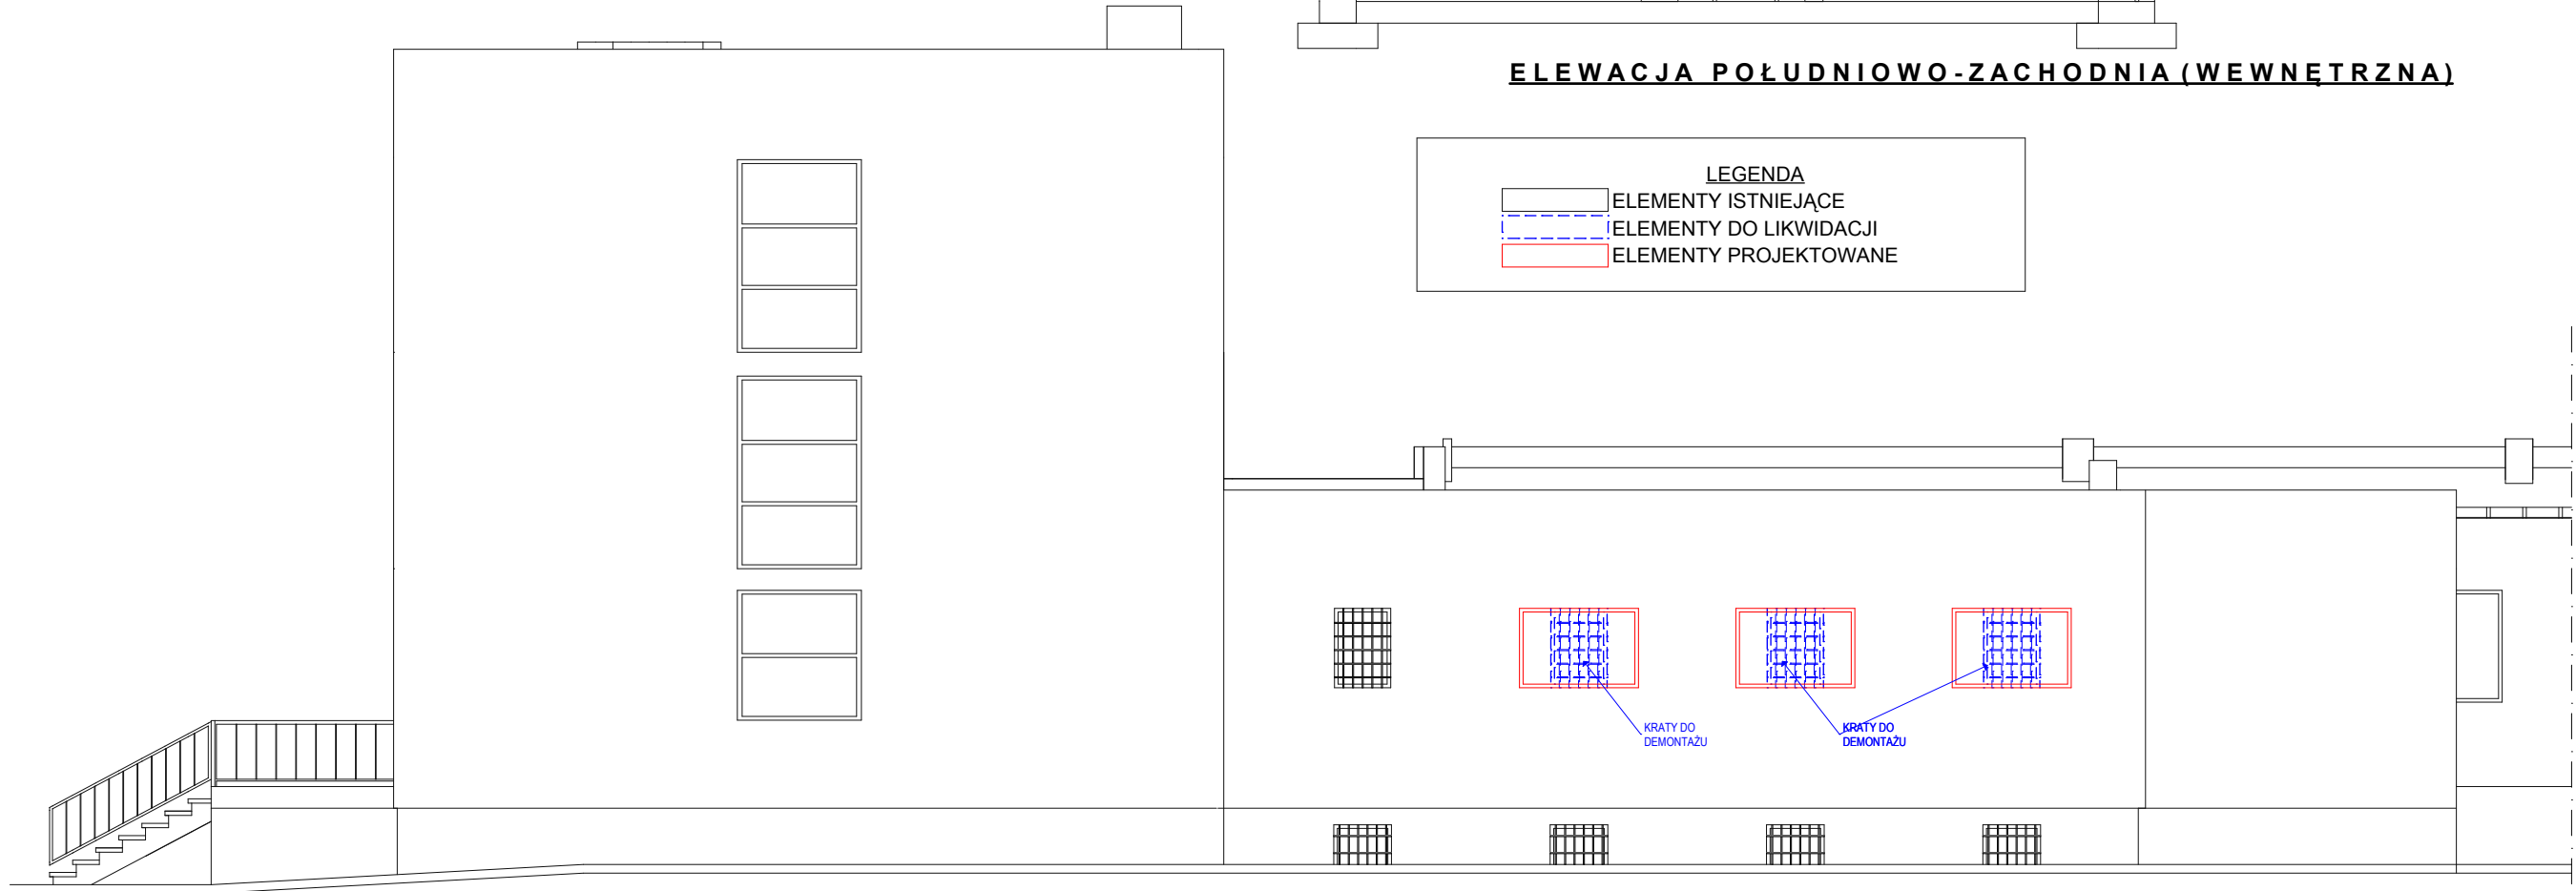 ELEWACJA POŁUDNIOWO-ZACHODNIA (WEWNĘTRZNA)
LEGENDA
ELEMENTY ISTNIEJĄCE
ELEMENTY DO LIKWIDACJI
ELEMENTY PROJEKTOWANE
KRATY DO
DEMONTAŻU
KRATY DO
DEMONTAŻU